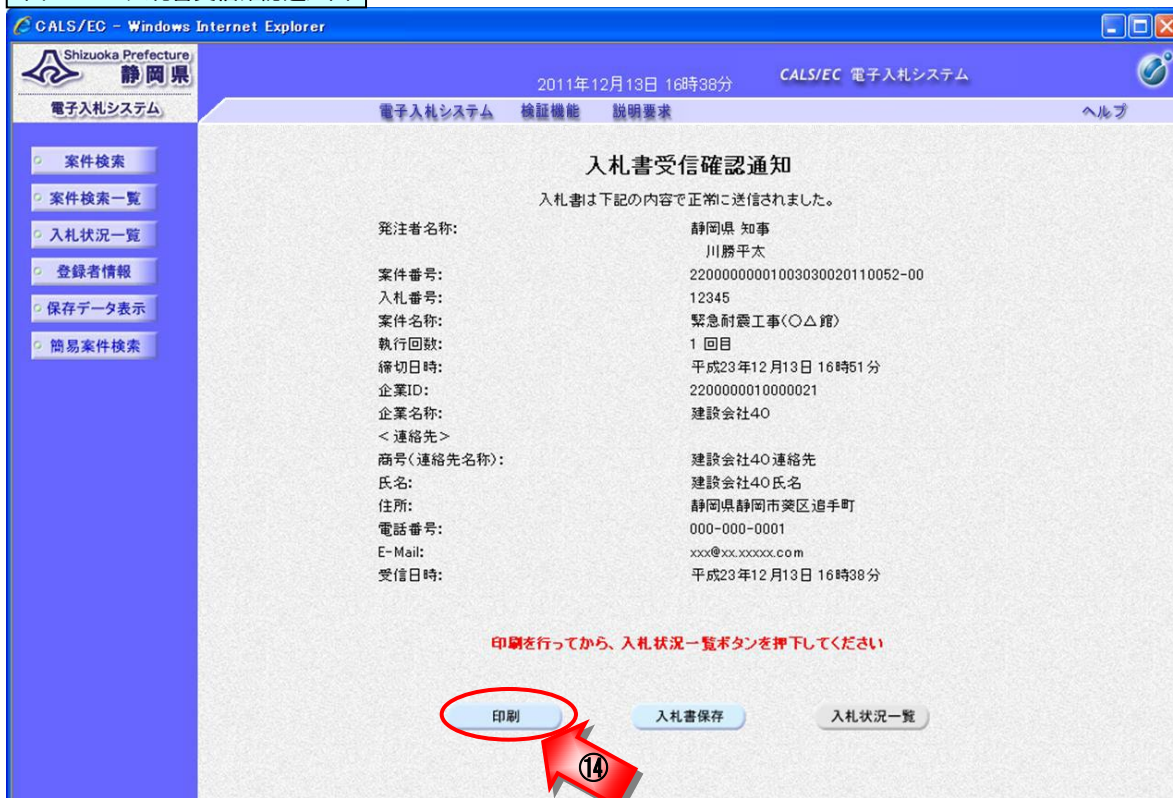 CALS/EC - Windows Internet Explorer
Shizuoka Prefecture
静岡県
電子入札システム
2011年12月13日 16時38分
CALS/EC 電子入札システム
電子入札システム 検証機能 説明要求 ヘルプ
案件検索
案件検索一覧
入札状況一覧
登録者情報
保存データ表示
簡易案件検索
入札書受信確認通知
入札書は下記の内容で正常に送信されました。
発注者名称: 静岡県 知事
川勝平太
案件番号: 2200000000100303002011​0052-00
入札番号: 12345
案件名称: 緊急耐震工事(○△館)
執行回数: 1 回目
締切日時: 平成23年12月13日 16時51分
企業ID: 2200000010000021
企業名称: 建設会社40
<連絡先>
商号(連絡先名称): 建設会社40連絡先
氏名: 建設会社40氏名
住所: 静岡県静岡市葵区追手町
電話番号: 000-000-0001
E-Mail: xxx@xx.xxxxx.com
受信日時: 平成23年12月13日 16時38分
印刷を行ってから、入札状況一覧ボタンを押下してください
印刷 入札書保存 入札状況一覧
⑭